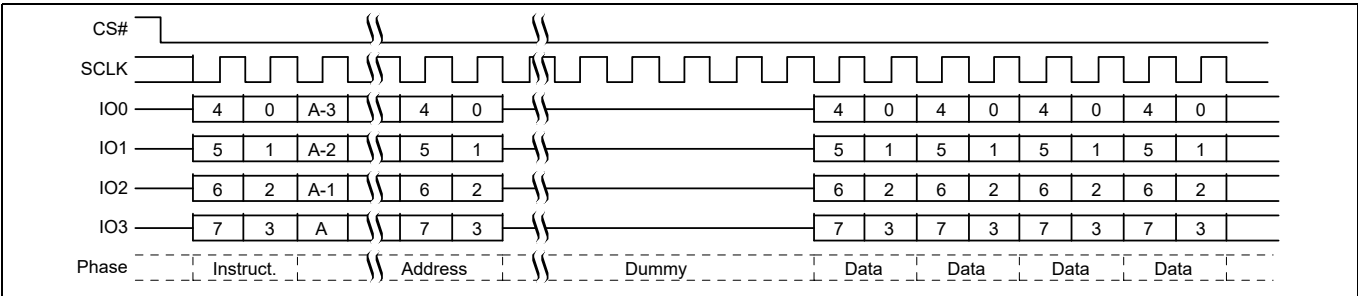 CS#
SCLK
IO0 4 0 A-3 4 0 4 0 4 0 4 0 4 0
IO1 5 1 A-2 5 1 5 1 5 1 5 1 5 1
IO2 6 2 A-1 6 2 6 2 6 2 6 2 6 2
IO3 7 3 A 7 3 7 3 7 3 7 3 7 3
Phase Instruct. Address Dummy Data Data Data Data